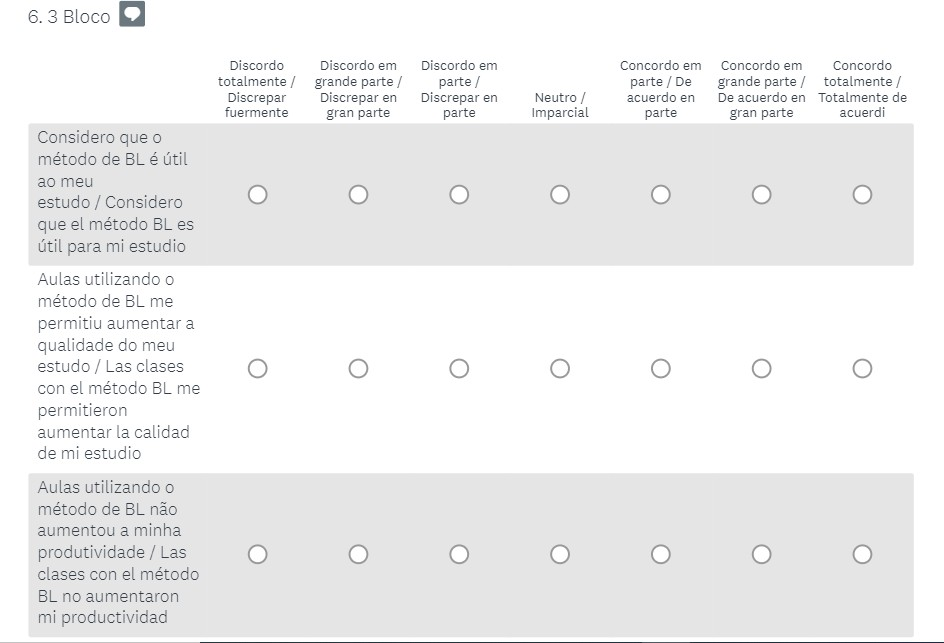 6. 3 Bloco
Discordo totalmente / Discrepar fuermente
Discordo em grande parte / Discrepar en gran parte
Discordo em parte / Discrepar en parte
Neutro / Imparcial
Concordo em parte / De acuerdo en parte
Concordo em grande parte / De acuerdo en gran parte
Concordo totalmente / Totalmente de acuerdi
Considero que o
método de BL é útil
ao meu
estudo / Considero
que el método BL es
útil para mi estudio
Aulas utilizando o
método de BL me
permitiu aumentar a
qualidade do meu
estudo / Las clases
con el método BL me
permitieron
aumentar la calidad
de mi estudio
Aulas utilizando o
método de BL não
aumentou a minha
produtividade / Las
clases con el método
BL no aumentaron
mi productividad